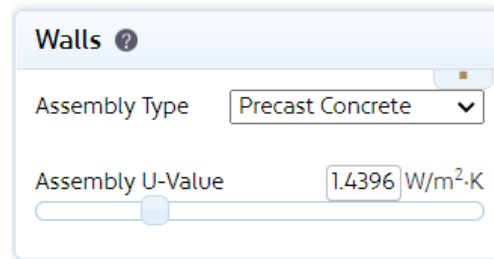 Walls ?
Assembly Type Precast Concrete
Assembly U-Value 1.4396 W/m²·K